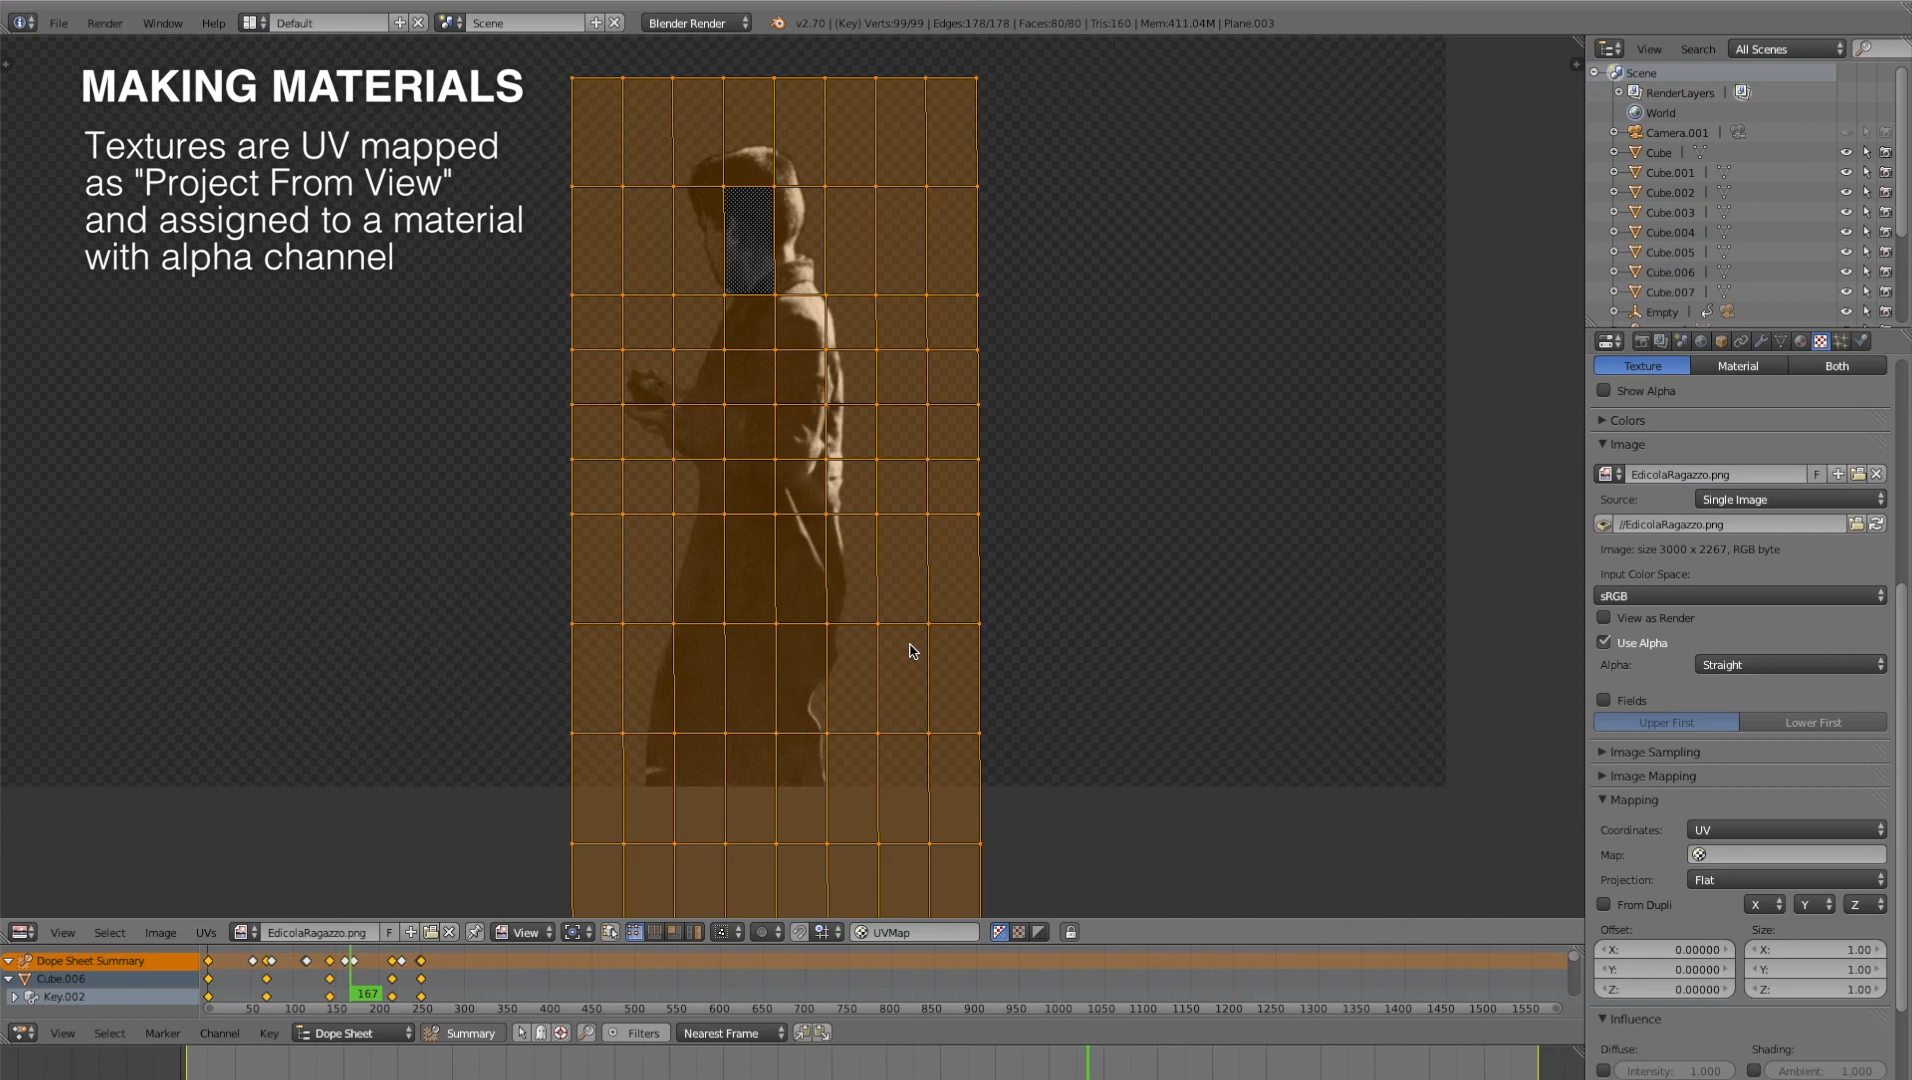 File Render Window Help Default Scene Blender Render v2.70 | (Key) Verts:99/99 | Edges:178/178 | Faces:80/80 | Tris:160 | Mem:411.04M | Plane.003
MAKING MATERIALS
Textures are UV mapped
as "Project From View"
and assigned to a material
with alpha channel
View Search All Scenes
Scene
RenderLayers |
World
Camera.001 |
Cube |
Cube.001 |
Cube.002 |
Cube.003 |
Cube.004 |
Cube.005 |
Cube.006 |
Cube.007 |
Empty |
Texture Material Both
Show Alpha
Colors
Image
EdicolaRagazzo.png F
Source: Single Image
//EdicolaRagazzo.png
Image: size 3000 x 2267, RGB byte
Input Color Space:
sRGB
View as Render
Use Alpha
Alpha: Straight
Fields
Upper First Lower First
Image Sampling
Image Mapping
Mapping
Coordinates: UV
Map:
Projection: Flat
From Dupli X Y Z
Offset: Size:
X: 0.00000 X: 1.00
Y: 0.00000 Y: 1.00
Z: 0.00000 Z: 1.00
Influence
Diffuse: Shading:
Intensity: 1.000 Ambient: 1.000
View Select Image UVs EdicolaRagazzo.png F View UVMap
Dope Sheet Summary
Cube.006
Key.002 167
50 100 150 200 250 300 350 400 450 500 550 600 650 700 750 800 850 900 950 1000 1050 1100 1150 1200 1250 1300 1350 1400 1450 1500 1550
View Select Marker Channel Key Dope Sheet Summary Filters Nearest Frame